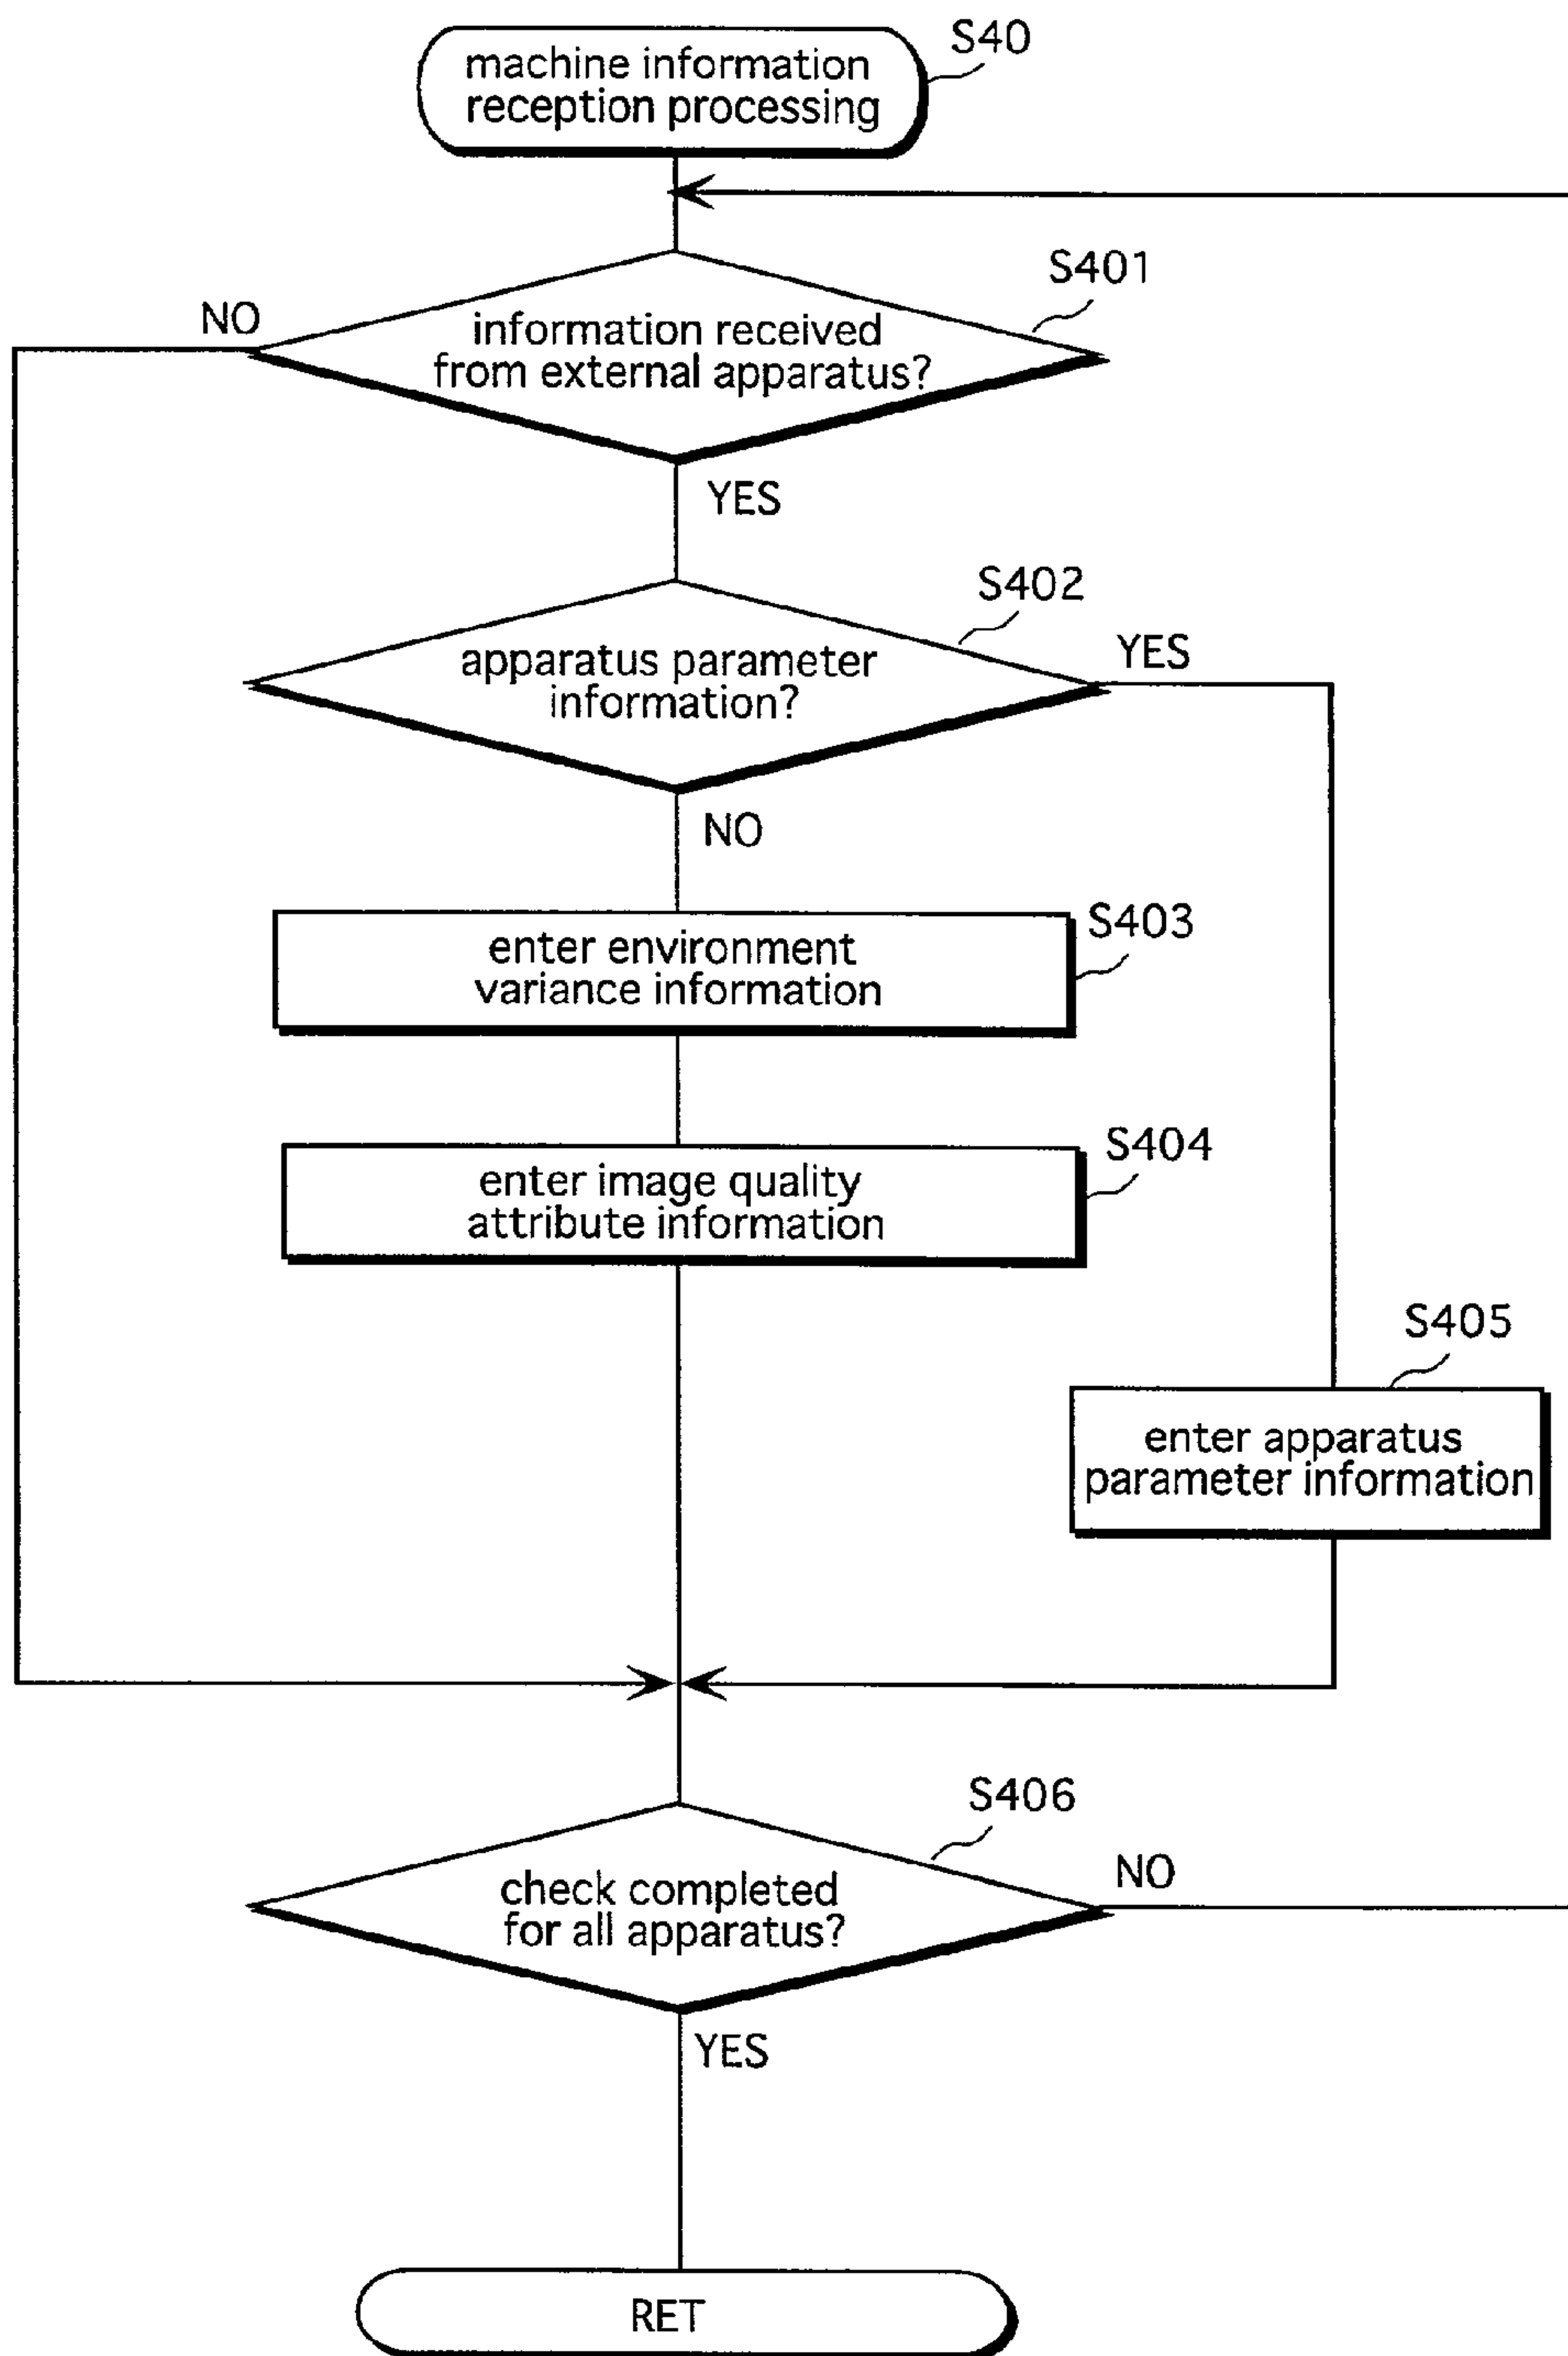 S40
machine information
reception processing
S401
NO
information received
from external apparatus?
YES
S402
YES
apparatus parameter
information?
NO
S403
enter environment
variance information
S404
enter image quality
attribute information
S405
enter apparatus
parameter information
S406
NO
check completed
for all apparatus?
YES
RET